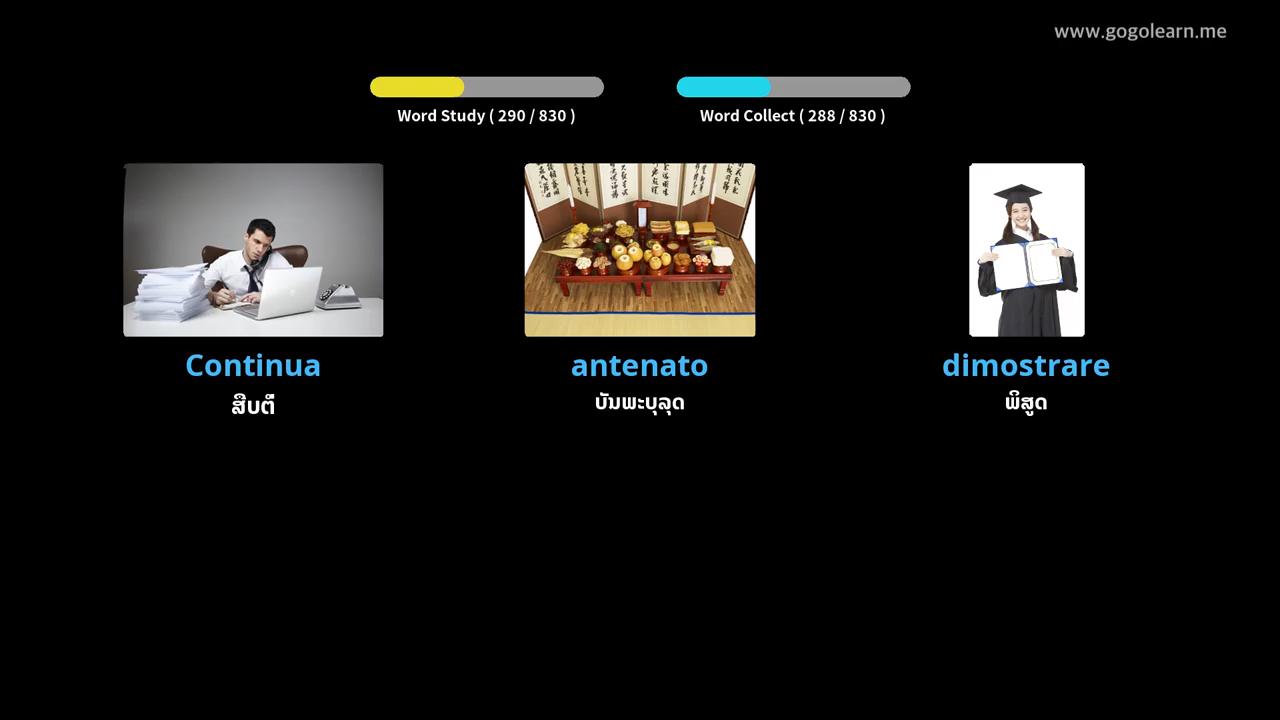 www.gogolearn.me
Word Study ( 290 / 830 )
Word Collect ( 288 / 830 )
Continua
antenato
dimostrare
ສືບຕໍ່
ບັນພະບຸລຸດ
ພິສູດ